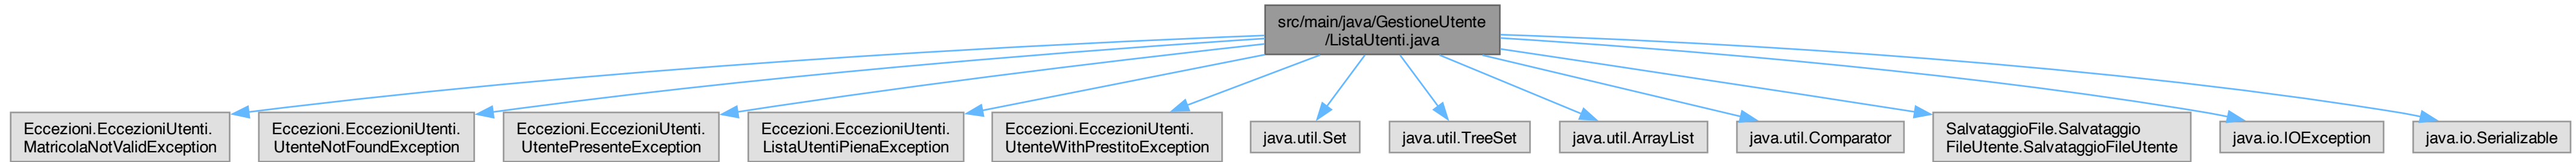 src/main/java/GestioneUtente
/ListaUtenti.java
Eccezioni.EccezioniUtenti.
MatricolaNotValidException
Eccezioni.EccezioniUtenti.
UtenteNotFoundException
Eccezioni.EccezioniUtenti.
UtentePresenteException
Eccezioni.EccezioniUtenti.
ListaUtentiPienaException
Eccezioni.EccezioniUtenti.
UtenteWithPrestitoException
java.util.Set
java.util.TreeSet
java.util.ArrayList
java.util.Comparator
SalvataggioFile.Salvataggio
FileUtente.SalvataggioFileUtente
java.io.IOException
java.io.Serializable